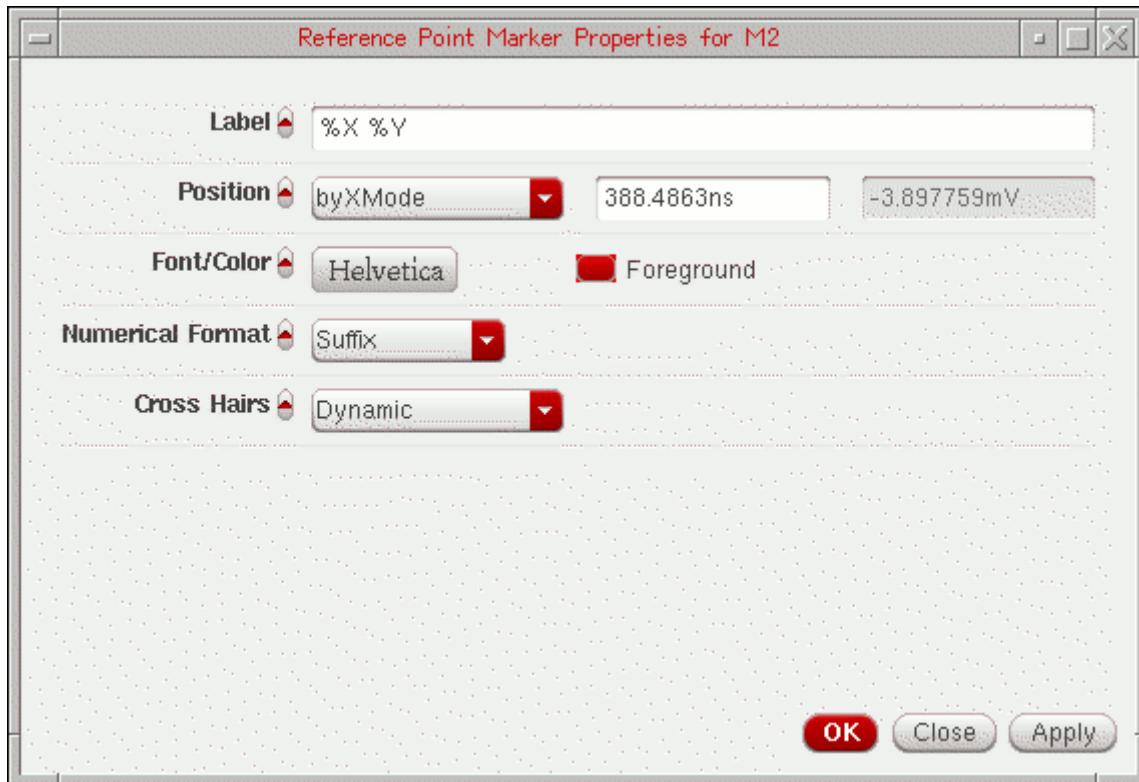 Reference Point Marker Properties for M2
Label %X %Y
Position byXMode 388.4863ns -3.897759mV
Font/Color Helvetica Foreground
Numerical Format Suffix
Cross Hairs Dynamic
OK Close Apply